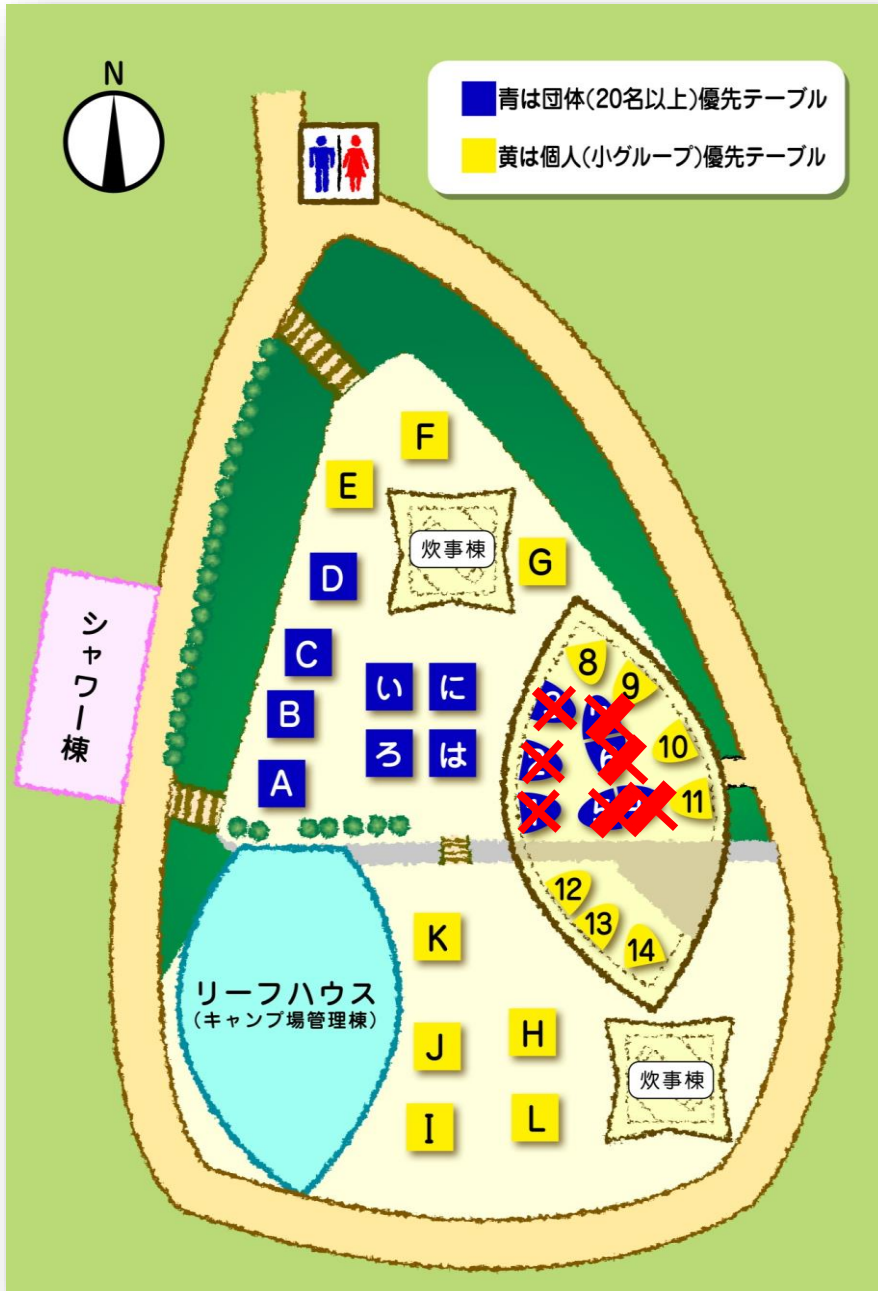 N
青は団体(20名以上)優先テーブル
黄は個人(小グループ)優先テーブル
F
E
炊事棟
G
D
シャワー棟
C
8
9
い
に
B
10
ろ
は
A
6
11
12
K
13
14
リーフハウス
(キャンプ場管理棟)
J
H
炊事棟
I
L